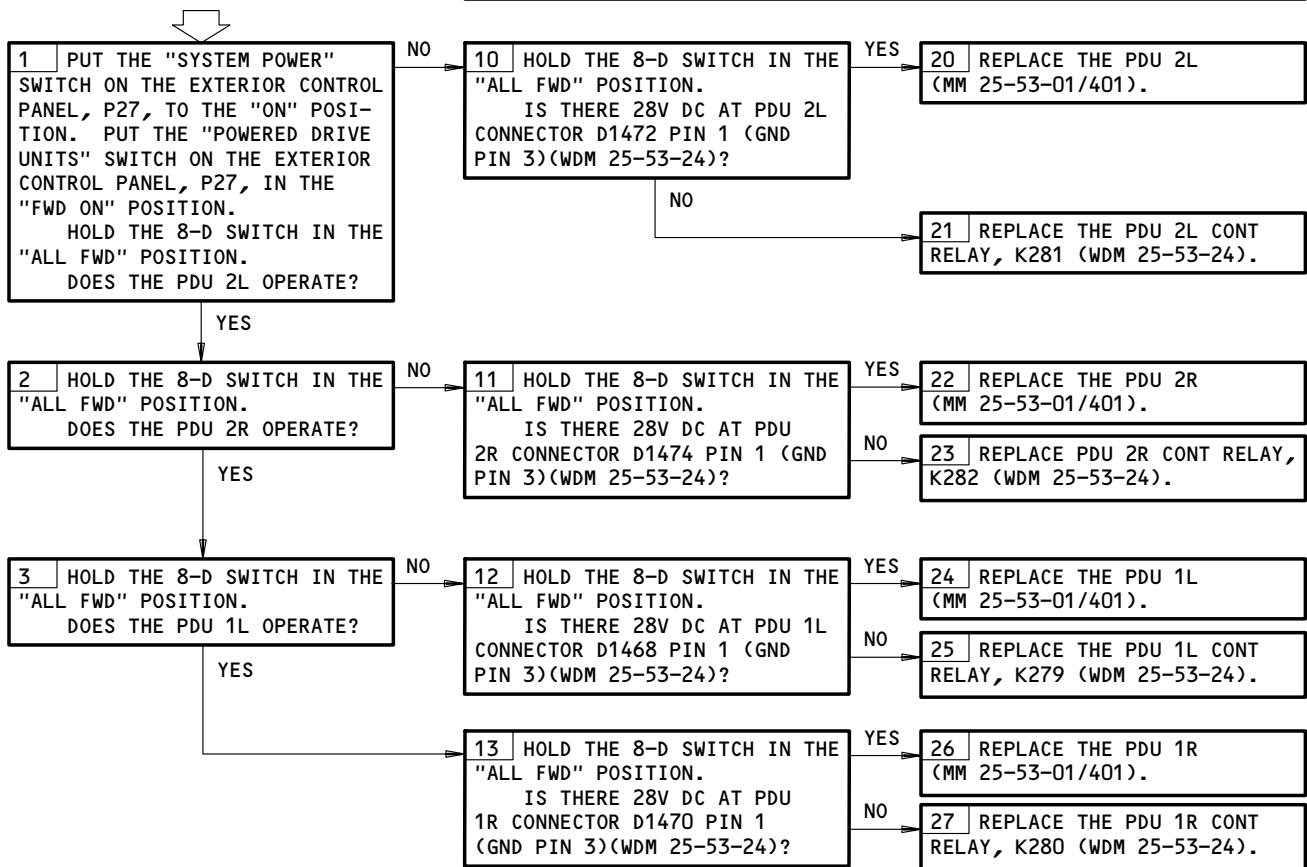 1 PUT THE "SYSTEM POWER"
SWITCH ON THE EXTERIOR CONTROL
PANEL, P27, TO THE "ON" POSI-
TION. PUT THE "POWERED DRIVE
UNITS" SWITCH ON THE EXTERIOR
CONTROL PANEL, P27, IN THE
"FWD ON" POSITION.
HOLD THE 8-D SWITCH IN THE
"ALL FWD" POSITION.
DOES THE PDU 2L OPERATE?
NO
10 HOLD THE 8-D SWITCH IN THE
"ALL FWD" POSITION.
IS THERE 28V DC AT PDU 2L
CONNECTOR D1472 PIN 1 (GND
PIN 3)(WDM 25-53-24)?
YES
20 REPLACE THE PDU 2L
(MM 25-53-01/401).
NO
21 REPLACE THE PDU 2L CONT
RELAY, K281 (WDM 25-53-24).
YES
2 HOLD THE 8-D SWITCH IN THE
"ALL FWD" POSITION.
DOES THE PDU 2R OPERATE?
NO
11 HOLD THE 8-D SWITCH IN THE
"ALL FWD" POSITION.
IS THERE 28V DC AT PDU
2R CONNECTOR D1474 PIN 1 (GND
PIN 3)(WDM 25-53-24)?
YES
22 REPLACE THE PDU 2R
(MM 25-53-01/401).
NO
23 REPLACE PDU 2R CONT RELAY,
K282 (WDM 25-53-24).
YES
3 HOLD THE 8-D SWITCH IN THE
"ALL FWD" POSITION.
DOES THE PDU 1L OPERATE?
NO
12 HOLD THE 8-D SWITCH IN THE
"ALL FWD" POSITION.
IS THERE 28V DC AT PDU 1L
CONNECTOR D1468 PIN 1 (GND
PIN 3)(WDM 25-53-24)?
YES
24 REPLACE THE PDU 1L
(MM 25-53-01/401).
NO
25 REPLACE THE PDU 1L CONT
RELAY, K279 (WDM 25-53-24).
YES
13 HOLD THE 8-D SWITCH IN THE
"ALL FWD" POSITION.
IS THERE 28V DC AT PDU
1R CONNECTOR D1470 PIN 1
(GND PIN 3)(WDM 25-53-24)?
YES
26 REPLACE THE PDU 1R
(MM 25-53-01/401).
NO
27 REPLACE THE PDU 1R CONT
RELAY, K280 (WDM 25-53-24).